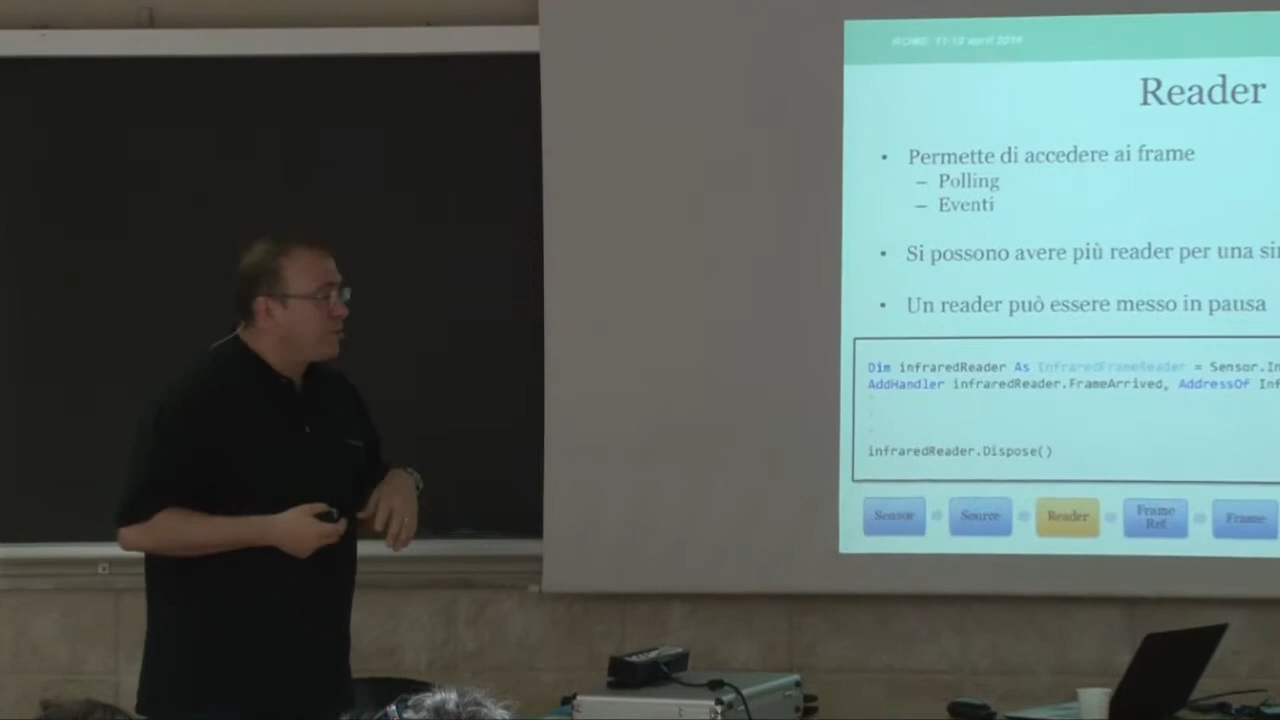 ROME 11-12 april 2014
Reader
• Permette di accedere ai frame
– Polling
– Eventi
• Si possono avere più reader per una
• Un reader può essere messo in pausa
Dim infraredReader As InfraredFrameReader = Sensor.In
AddHandler infraredReader.FrameArrived, AddressOf Inf
.
.
.
infraredReader.Dispose()
Sensor Source Reader Frame Ref Frame